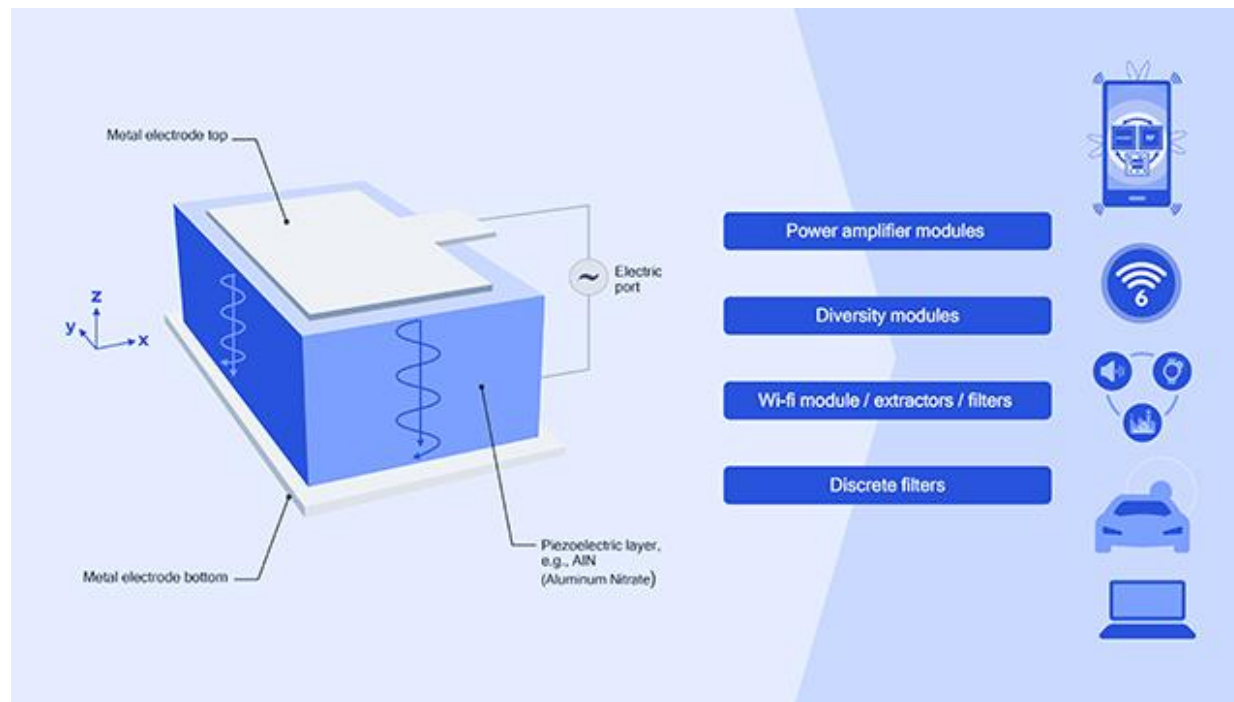 Metal electrode top
Electric
port
z
y
x
Piezoelectric layer,
e.g., AlN
(Aluminum Nitrate)
Metal electrode bottom
Power amplifier modules
Diversity modules
Wi-fi module / extractors / filters
Discrete filters
6